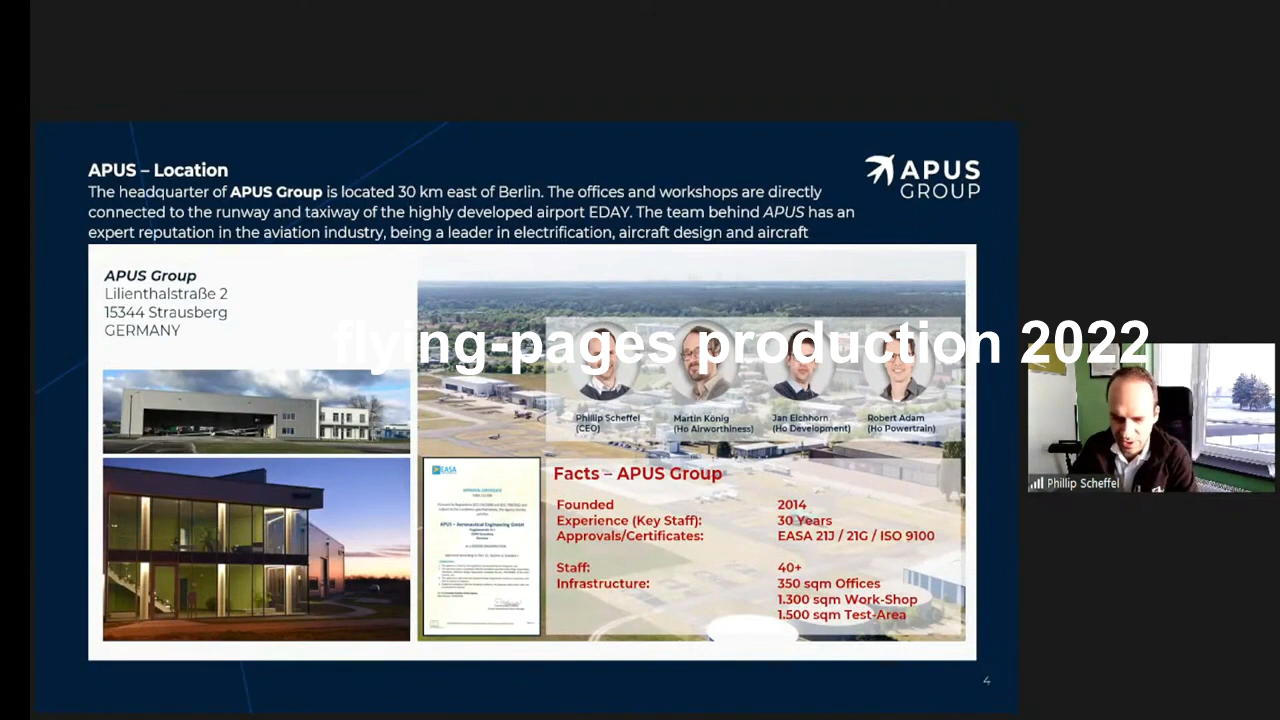 APUS – Location
The headquarter of APUS Group is located 30 km east of Berlin. The offices and workshops are directly
connected to the runway and taxiway of the highly developed airport EDAY. The team behind APUS has an
expert reputation in the aviation industry, being a leader in electrification, aircraft design and aircraft
APUS
GROUP
APUS Group
Lilienthalstraße 2
15344 Strausberg
GERMANY
flying-pages production 2022
Phillip Scheffel
(CEO)
Martin König
(Ho Airworthiness)
Jan Eichhorn
(Ho Development)
Robert Adam
(Ho Powertrain)
EASA
APUS – Aeronautical Engineering GmbH
Facts – APUS Group
Founded 2014
Experience (Key Staff): 30 Years
Approvals/Certificates: EASA 21J / 21G / ISO 9100
Staff: 40+
Infrastructure: 350 sqm Offices
1.300 sqm Work-Shop
1.500 sqm Test-Area
Phillip Scheffel
4